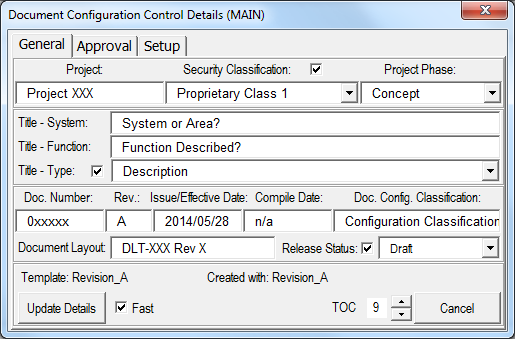 Document Configuration Control Details (MAIN)
General Approval Setup
Project: Security Classification: Project Phase:
Project XXX Proprietary Class 1 Concept
Title - System: System or Area?
Title - Function: Function Described?
Title - Type: Description
Doc. Number: Rev.: Issue/Effective Date: Compile Date: Doc. Config. Classification:
0xxxxx A 2014/05/28 n/a Configuration Classification
Document Layout: DLT-XXX Rev X Release Status: Draft
Template: Revision_A Created with: Revision_A
Update Details Fast TOC 9 Cancel